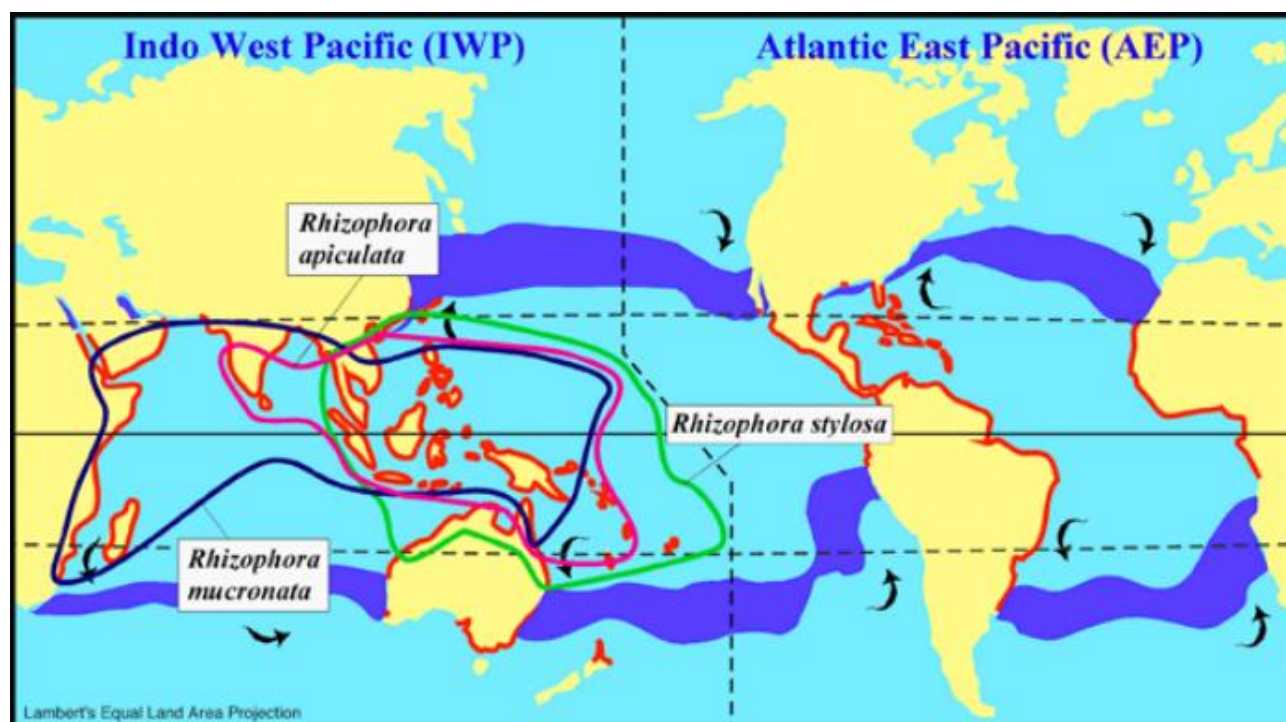 Indo West Pacific (IWP)
Atlantic East Pacific (AEP)
Rhizophora
apiculata
Rhizophora stylosa
Rhizophora
mucronata
Lambert's Equal Land Area Projection